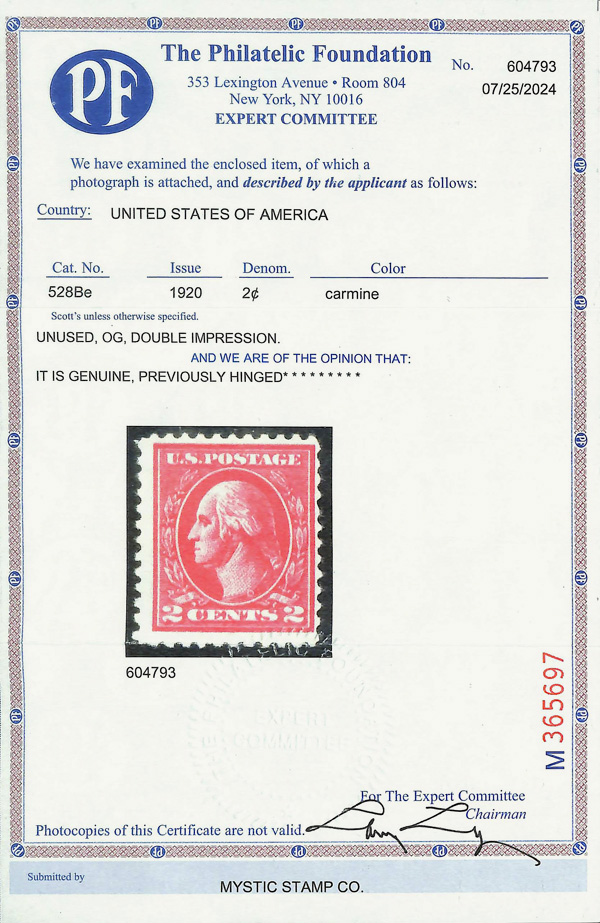 PF
The Philatelic Foundation
353 Lexington Avenue • Room 804
New York, NY 10016
EXPERT COMMITTEE
No. 604793
07/25/2024
We have examined the enclosed item, of which a
photograph is attached, and described by the applicant as follows:
Country: UNITED STATES OF AMERICA
Cat. No. Issue Denom. Color
528Be 1920 2¢ carmine
Scott's unless otherwise specified.
UNUSED, OG, DOUBLE IMPRESSION.
AND WE ARE OF THE OPINION THAT:
IT IS GENUINE, PREVIOUSLY HINGED* * * * * * * * *
U.S. POSTAGE
2 CENTS 2
604793
EXPERT
COMMITTEE
M 365697
For The Expert Committee
Chairman
Photocopies of this Certificate are not valid.
Submitted by
MYSTIC STAMP CO.